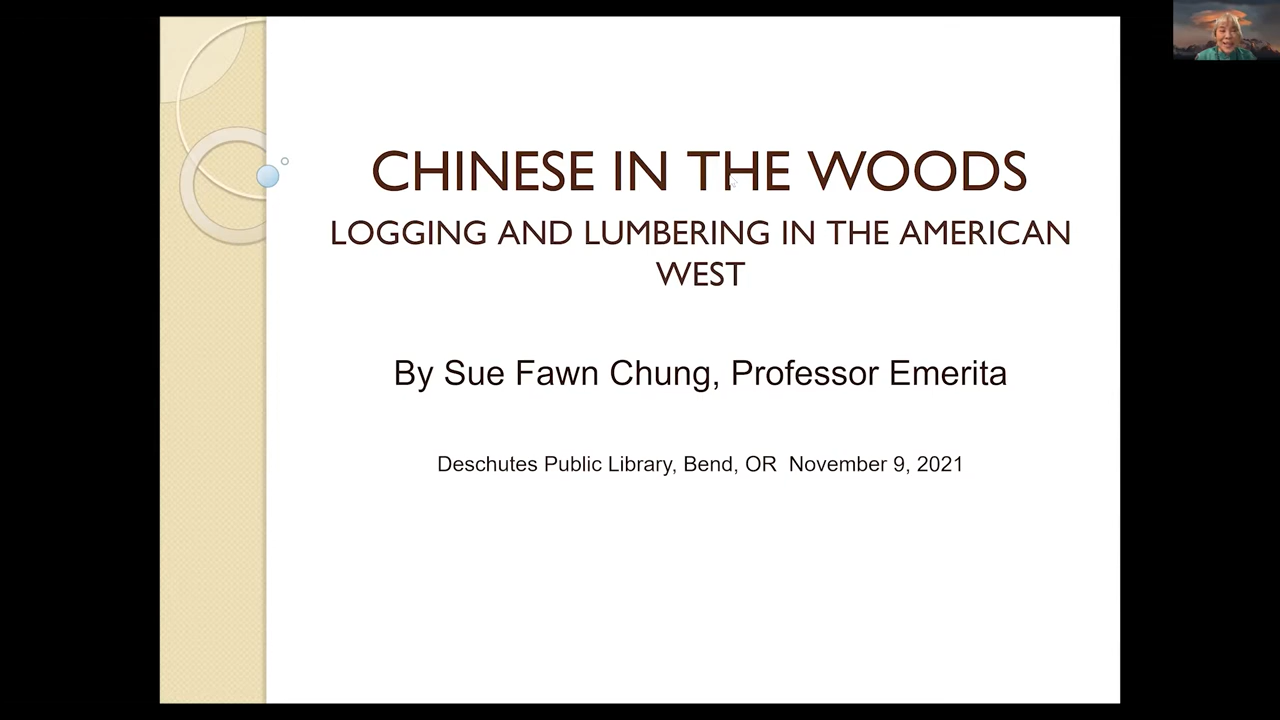 CHINESE IN THE WOODS
LOGGING AND LUMBERING IN THE AMERICAN
WEST
By Sue Fawn Chung, Professor Emerita
Deschutes Public Library, Bend, OR  November 9, 2021